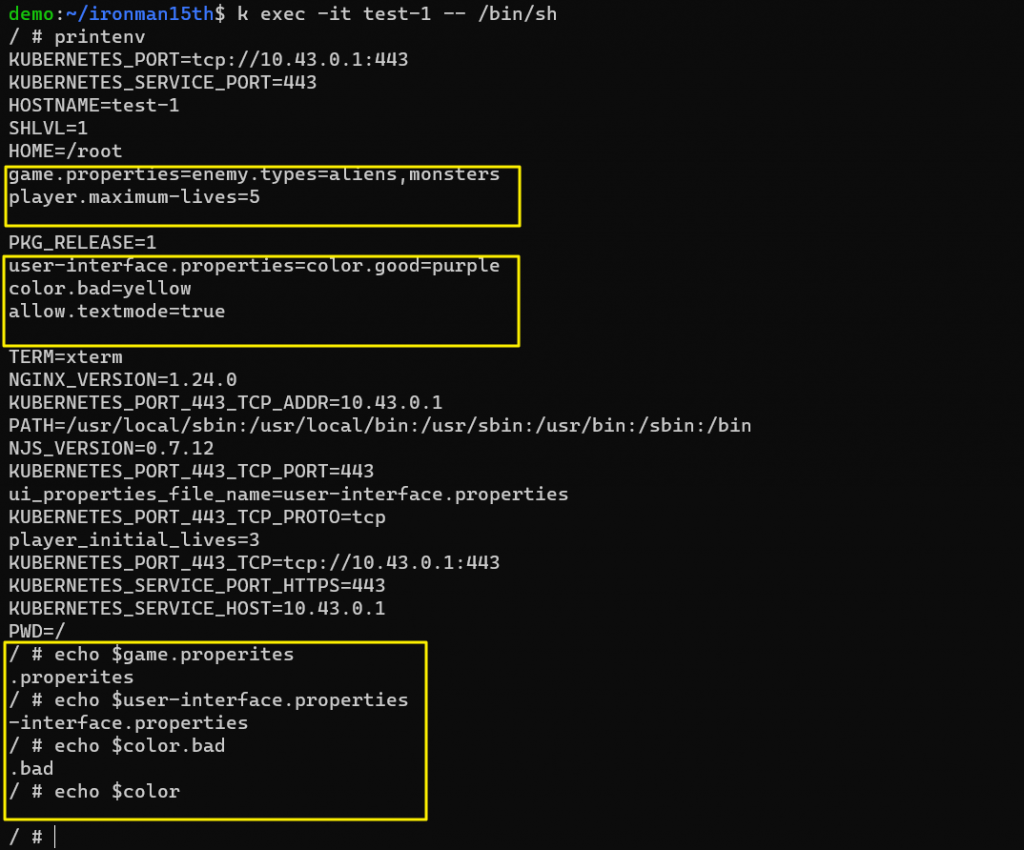 demo:~/ironman15th$ k exec -it test-1 -- /bin/sh
/ # printenv
KUBERNETES_PORT=tcp://10.43.0.1:443
KUBERNETES_SERVICE_PORT=443
HOSTNAME=test-1
SHLVL=1
HOME=/root
game.properties=enemy.types=aliens,monsters
player.maximum-lives=5
PKG_RELEASE=1
user-interface.properties=color.good=purple
color.bad=yellow
allow.textmode=true
TERM=xterm
NGINX_VERSION=1.24.0
KUBERNETES_PORT_443_TCP_ADDR=10.43.0.1
PATH=/usr/local/sbin:/usr/local/bin:/usr/sbin:/usr/bin:/sbin:/bin
NJS_VERSION=0.7.12
KUBERNETES_PORT_443_TCP_PORT=443
ui_properties_file_name=user-interface.properties
KUBERNETES_PORT_443_TCP_PROTO=tcp
player_initial_lives=3
KUBERNETES_PORT_443_TCP=tcp://10.43.0.1:443
KUBERNETES_SERVICE_PORT_HTTPS=443
KUBERNETES_SERVICE_HOST=10.43.0.1
PWD=/
/ # echo $game.properites
.properites
/ # echo $user-interface.properties
-interface.properties
/ # echo $color.bad
.bad
/ # echo $color
/ #